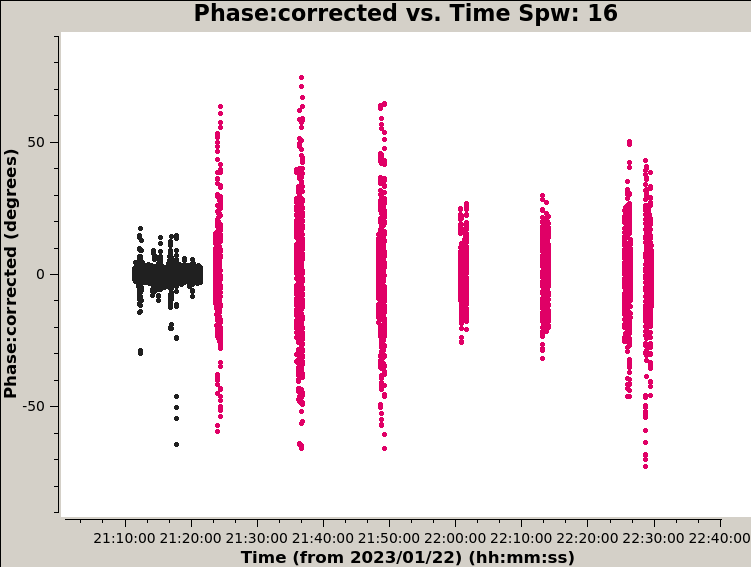 Phase:corrected vs. Time Spw: 16
Phase:corrected (degrees)
50
0
-50
21:10:00 21:20:00 21:30:00 21:40:00 21:50:00 22:00:00 22:10:00 22:20:00 22:30:00 22:40:00
Time (from 2023/01/22) (hh:mm:ss)